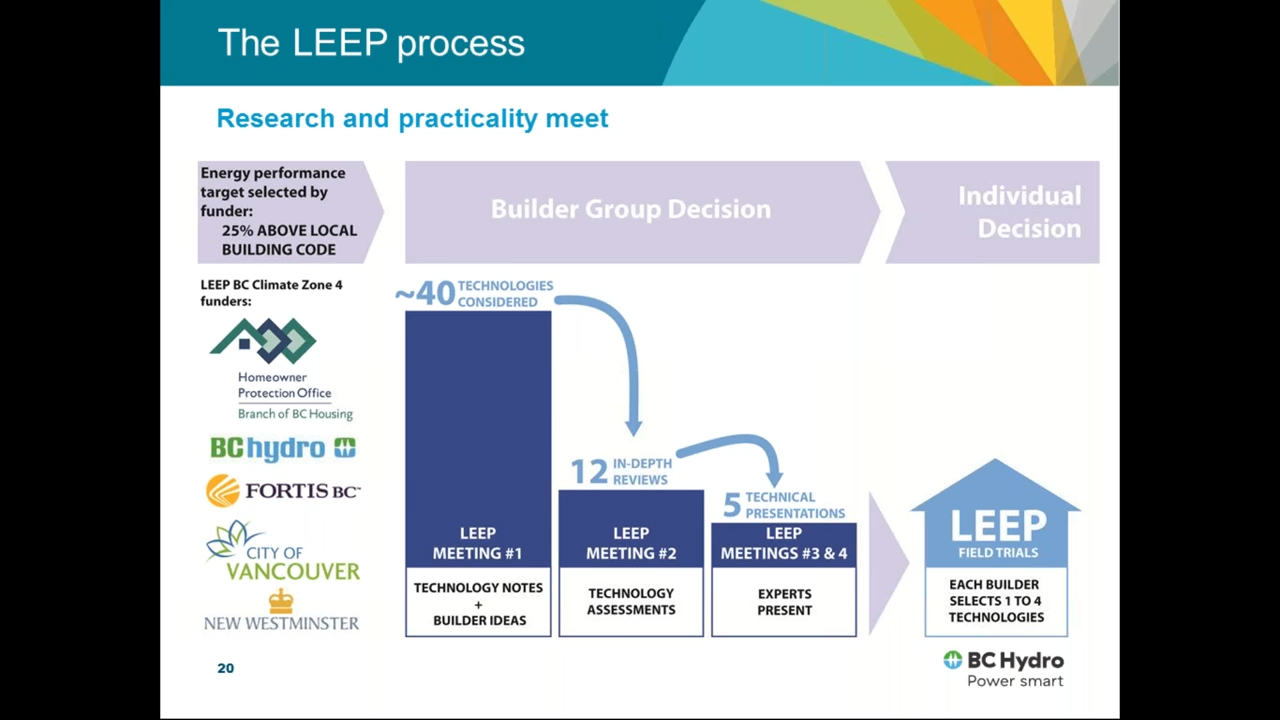 The LEEP process
Research and practicality meet
Energy performance
target selected by
funder:
25% ABOVE LOCAL
BUILDING CODE
Builder Group Decision
Individual
Decision
LEEP BC Climate Zone 4
funders:
Homeowner
Protection Office
Branch of BC Housing
BC hydro
FORTIS BC™
CITY OF
VANCOUVER
NEW WESTMINSTER
~40 TECHNOLOGIES
CONSIDERED
LEEP
MEETING #1
TECHNOLOGY NOTES
+
BUILDER IDEAS
12 IN-DEPTH
REVIEWS
LEEP
MEETING #2
TECHNOLOGY
ASSESSMENTS
5 TECHNICAL
PRESENTATIONS
LEEP
MEETINGS #3 & 4
EXPERTS
PRESENT
LEEP
FIELD TRIALS
EACH BUILDER
SELECTS 1 TO 4
TECHNOLOGIES
20
BC Hydro
Power smart